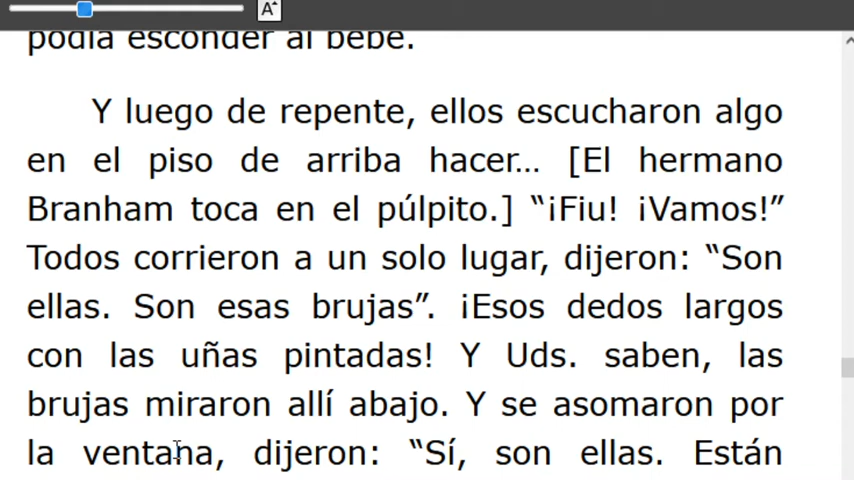 A
podía esconder al bebé.
Y luego de repente, ellos escucharon algo
en el piso de arriba hacer… [El hermano
Branham toca en el púlpito.] “¡Fiu! ¡Vamos!”
Todos corrieron a un solo lugar, dijeron: “Son
ellas. Son esas brujas”. ¡Esos dedos largos
con las uñas pintadas! Y Uds. saben, las
brujas miraron allí abajo. Y se asomaron por
la ventana, dijeron: “Sí, son ellas. Están